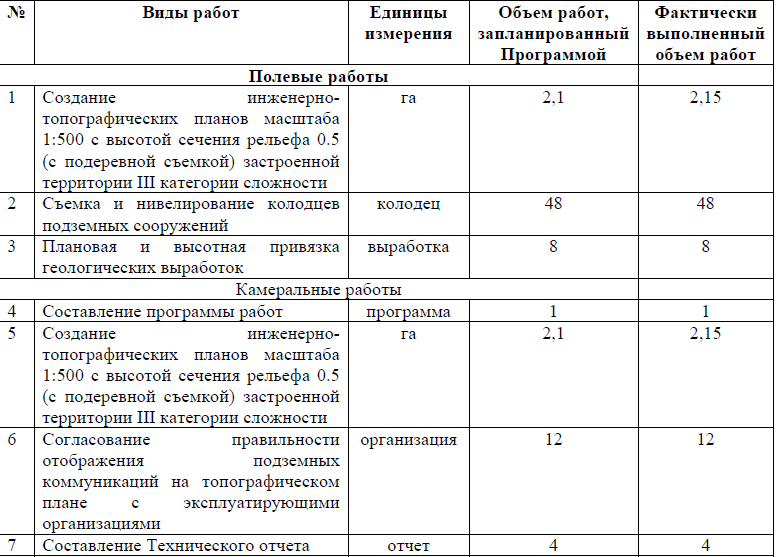 № Виды работ Единицы измерения Объем работ, запланированный Программой Фактически выполненный объем работ
Полевые работы
1 Создание инженерно- га 2,1 2,15
топографических планов масштаба
1:500 с высотой сечения рельефа 0.5
(с подеревной съемкой) застроенной
территории III категории сложности
2 Съемка и нивелирование колодцев колодец 48 48
подземных сооружений
3 Плановая и высотная привязка выработка 8 8
геологических выработок
Камеральные работы
4 Составление программы работ программа 1 1
5 Создание инженерно- га 2,1 2,15
топографических планов масштаба
1:500 с высотой сечения рельефа 0.5
(с подеревной съемкой) застроенной
территории III категории сложности
6 Согласование правильности организация 12 12
отображения подземных
коммуникаций на топографическом
плане с эксплуатирующими
организациями
7 Составление Технического отчета отчет 4 4